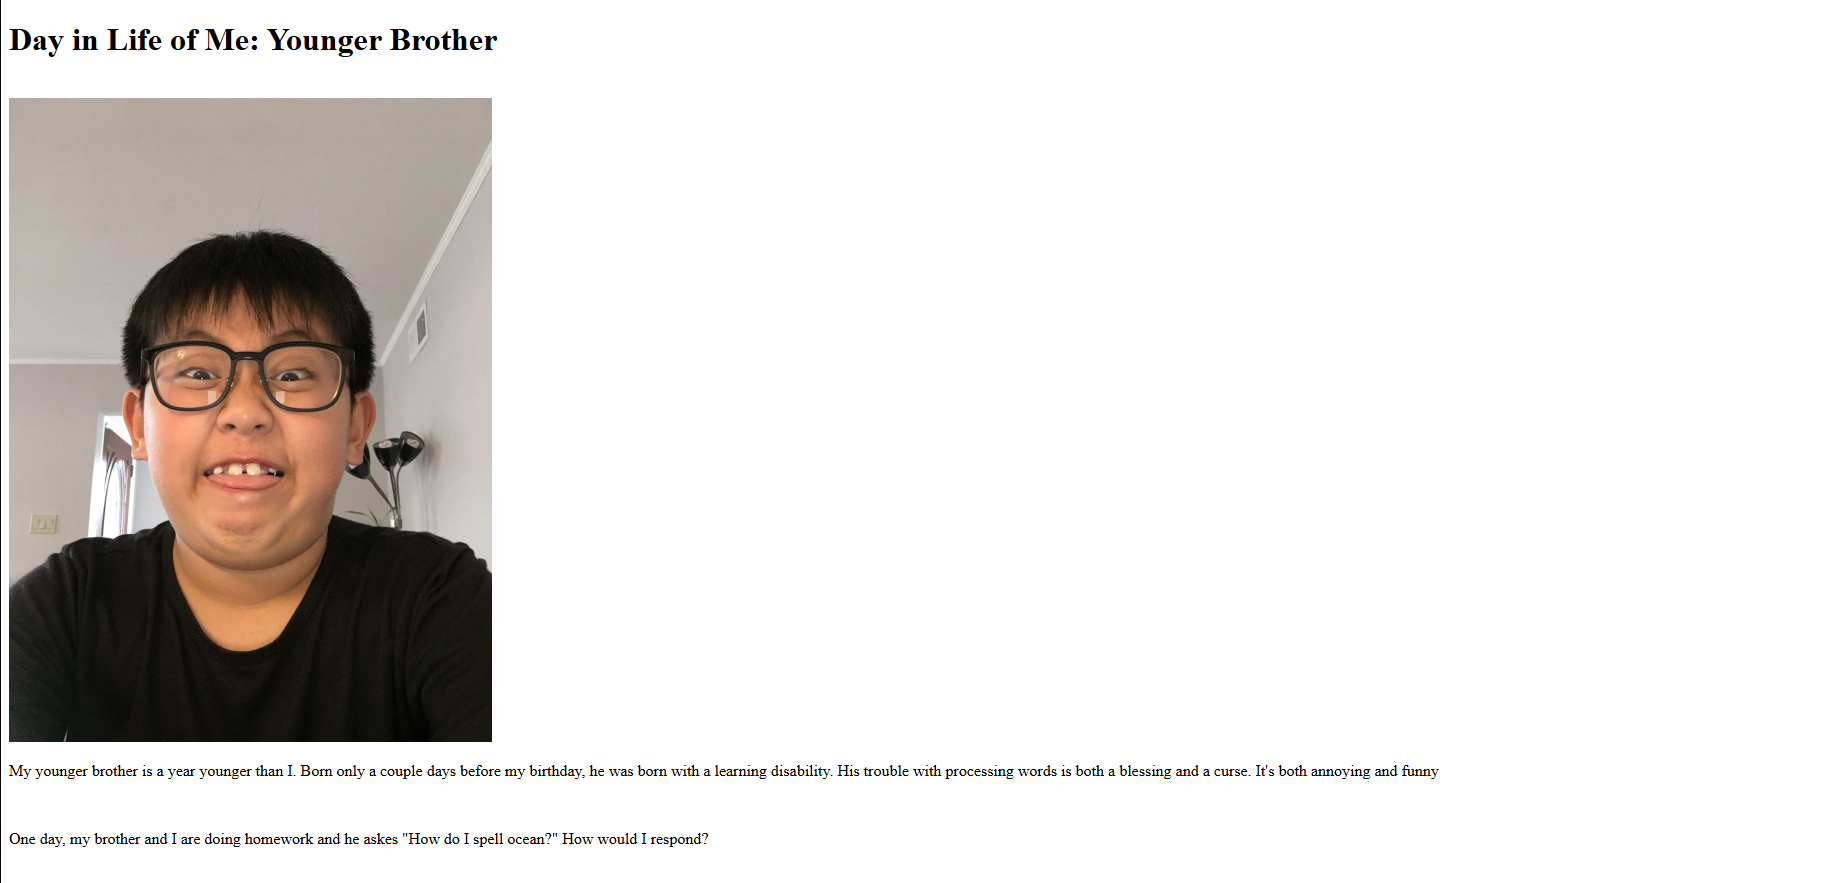 Day in Life of Me: Younger Brother
My younger brother is a year younger than I. Born only a couple days before my birthday, he was born with a learning disability. His trouble with processing words is both a blessing and a curse. It's both annoying and funny
One day, my brother and I are doing homework and he askes "How do I spell ocean?" How would I respond?